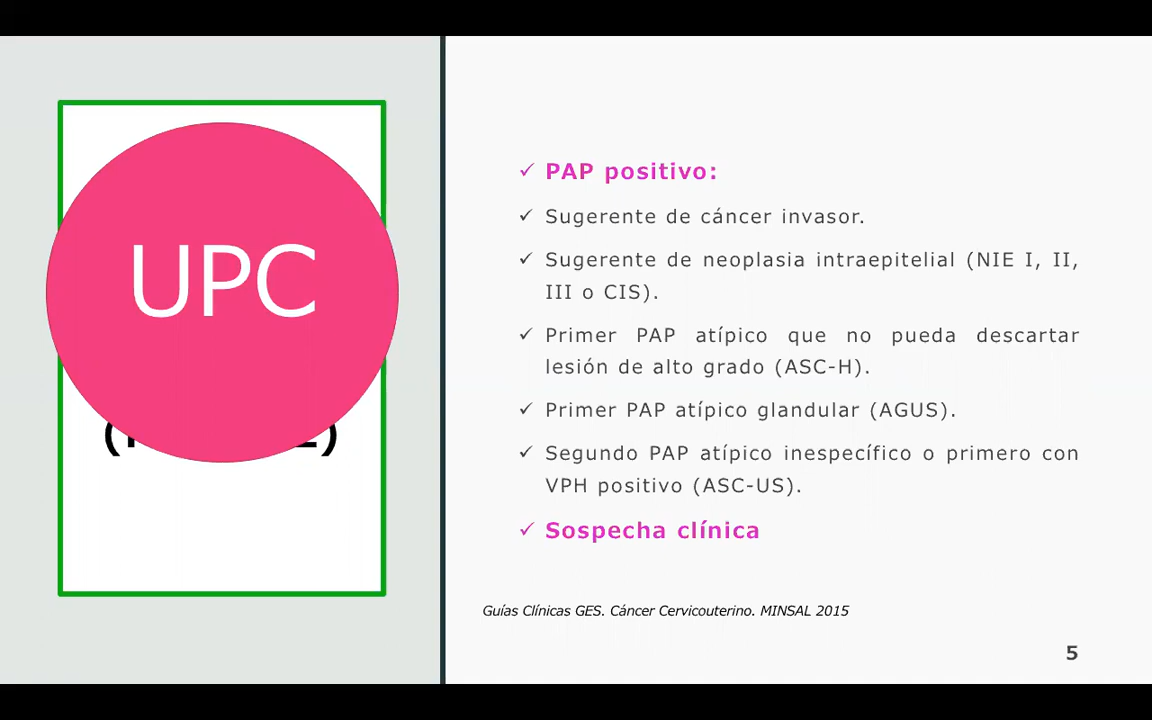 UPC
PAP positivo:
Sugerente de cáncer invasor.
Sugerente de neoplasia intraepitelial (NIE I, II,
III o CIS).
Primer PAP atípico que no pueda descartar
lesión de alto grado (ASC-H).
Primer PAP atípico glandular (AGUS).
Segundo PAP atípico inespecífico o primero con
VPH positivo (ASC-US).
Sospecha clínica
Guías Clínicas GES. Cáncer Cervicouterino. MINSAL 2015
5